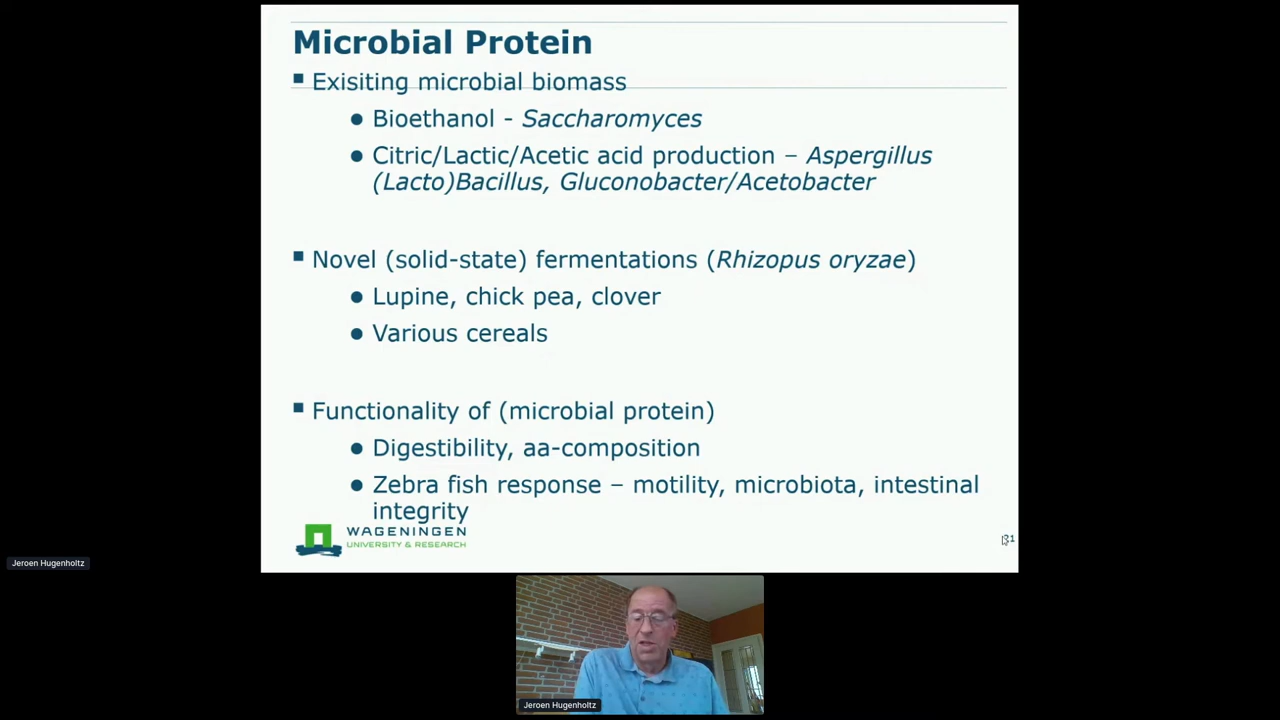 Microbial Protein
Exisiting microbial biomass
Bioethanol - Saccharomyces
Citric/Lactic/Acetic acid production – Aspergillus
(Lacto)Bacillus, Gluconobacter/Acetobacter
Novel (solid-state) fermentations (Rhizopus oryzae)
Lupine, chick pea, clover
Various cereals
Functionality of (microbial protein)
Digestibility, aa-composition
Zebra fish response – motility, microbiota, intestinal
integrity
WAGENINGEN
UNIVERSITY & RESEARCH
Jeroen Hugenholtz
Jeroen Hugenholtz